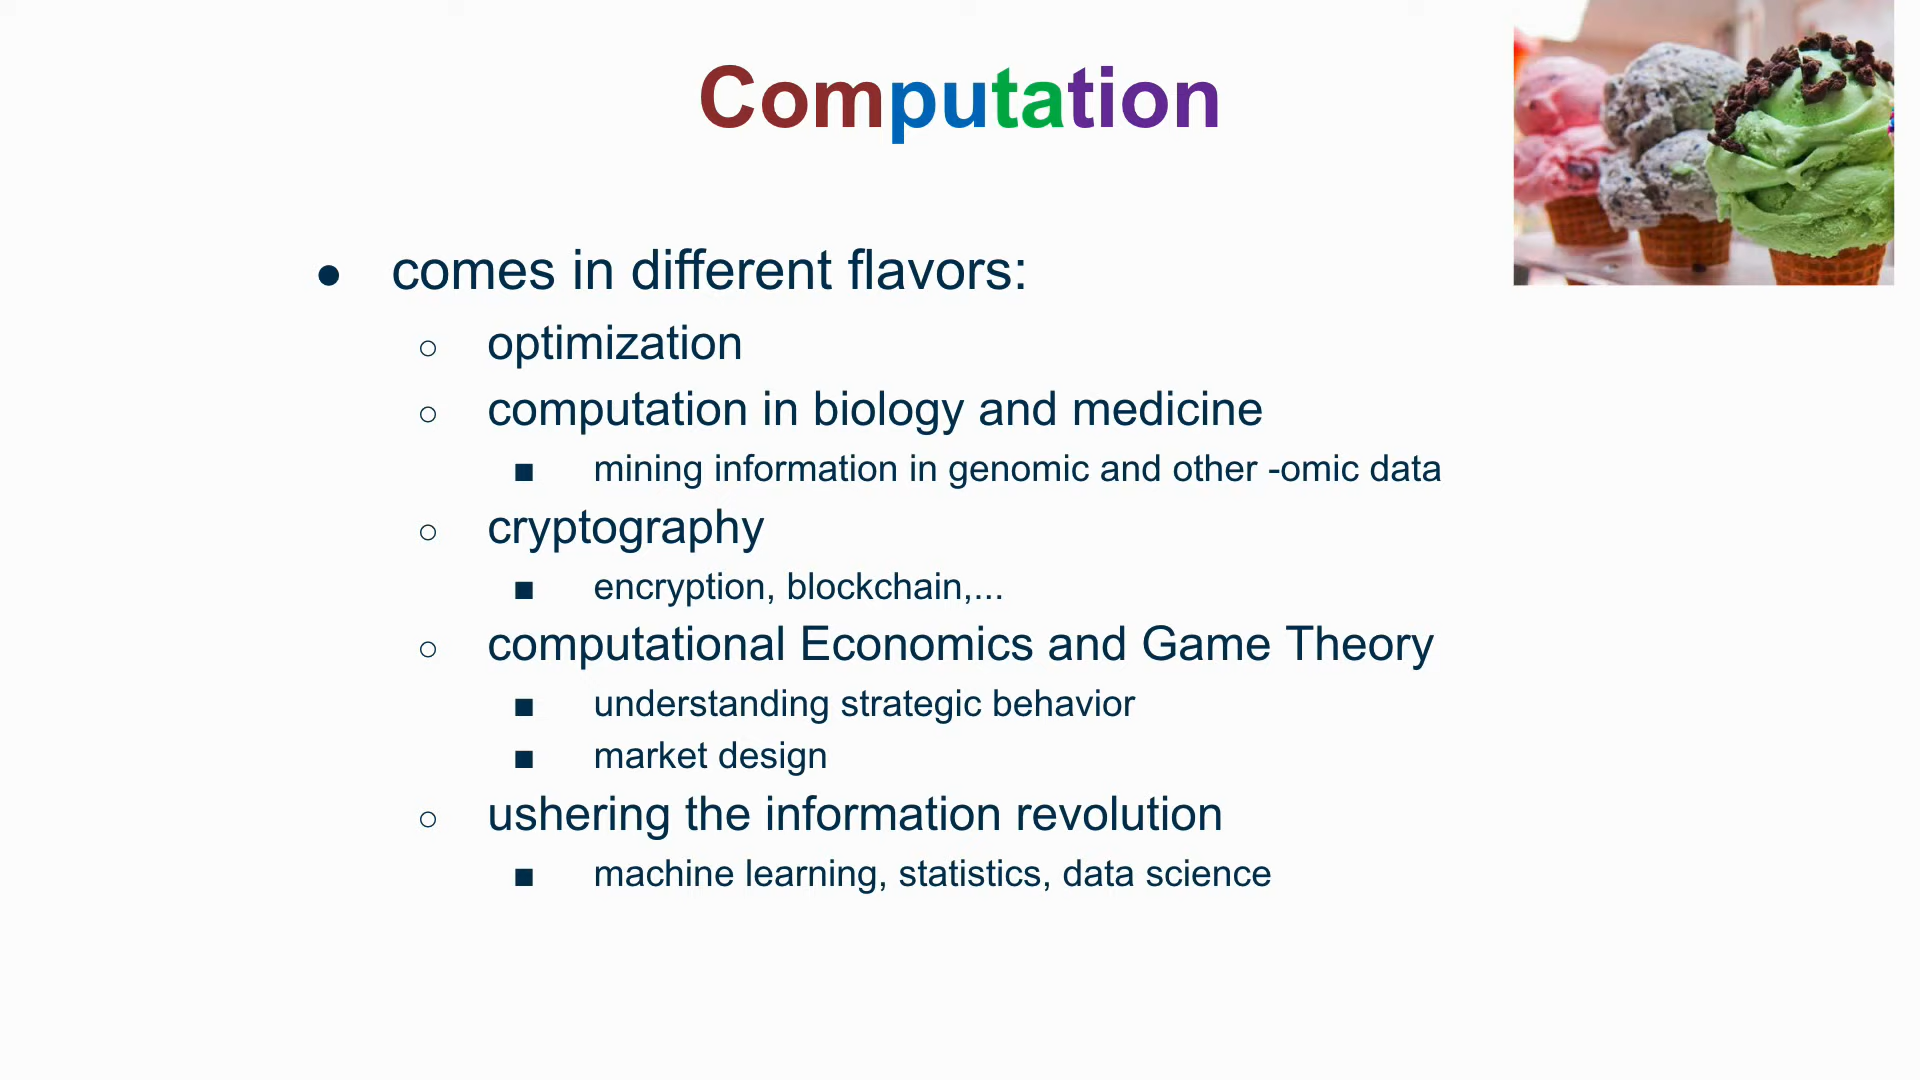 Computation
● comes in different flavors:
○ optimization
○ computation in biology and medicine
■ mining information in genomic and other -omic data
○ cryptography
■ encryption, blockchain,...
○ computational Economics and Game Theory
■ understanding strategic behavior
■ market design
○ ushering the information revolution
■ machine learning, statistics, data science